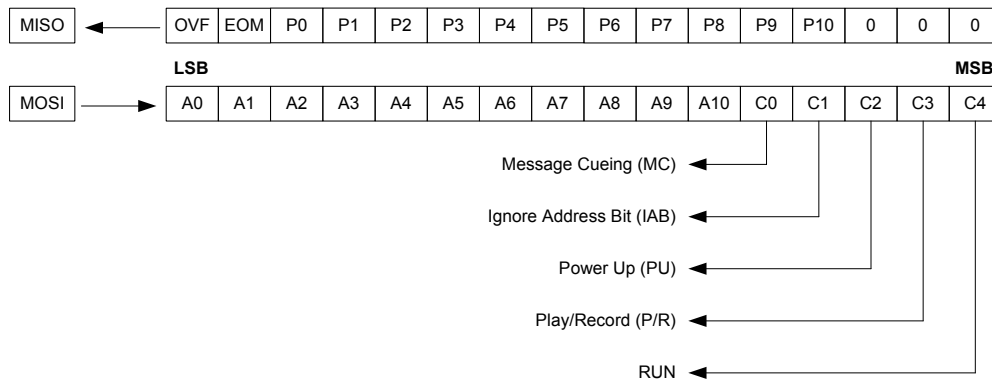 MISO OVF EOM P0 P1 P2 P3 P4 P5 P6 P7 P8 P9 P10 0 0 0
LSB MSB
MOSI A0 A1 A2 A3 A4 A5 A6 A7 A8 A9 A10 C0 C1 C2 C3 C4
Message Cueing (MC)
Ignore Address Bit (IAB)
Power Up (PU)
Play/Record (P/R)
RUN